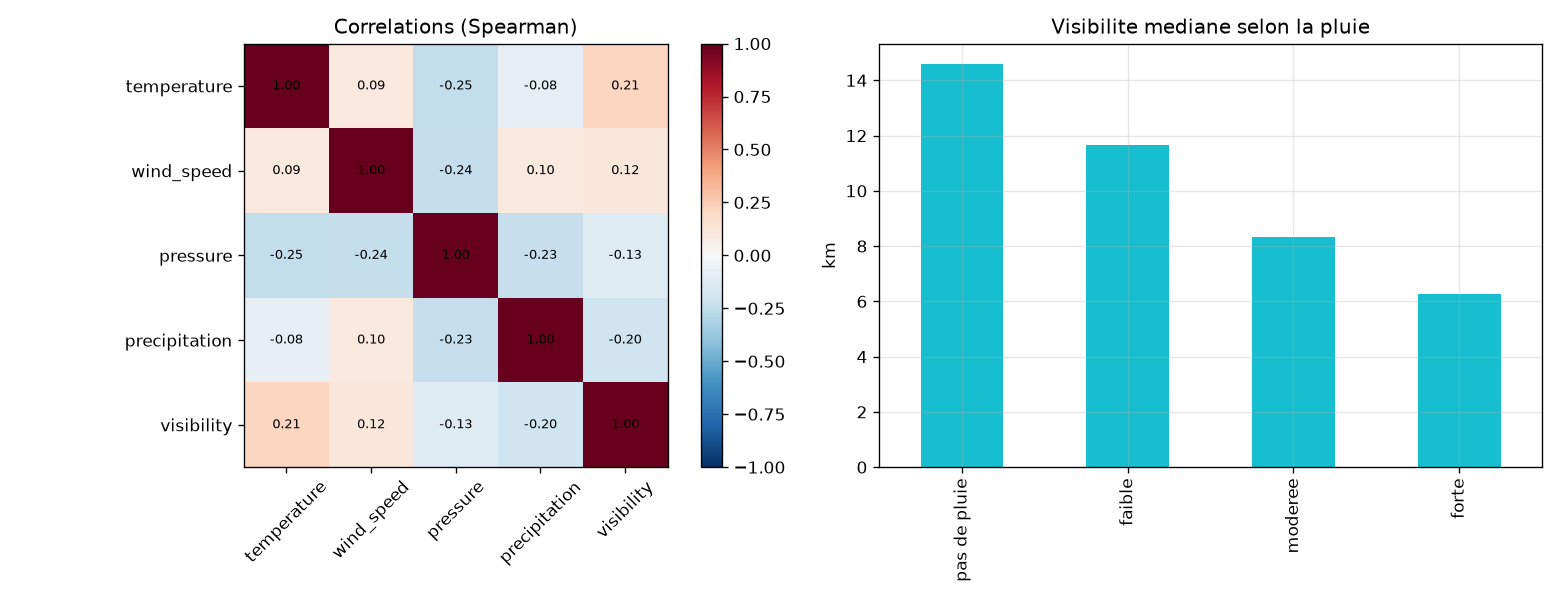 Correlations (Spearman)
temperature
wind_speed
pressure
precipitation
visibility
1.00 0.09 -0.25 -0.08 0.21
0.09 1.00 -0.24 0.10 0.12
-0.25 -0.24 1.00 -0.23 -0.13
-0.08 0.10 -0.23 1.00 -0.20
0.21 0.12 -0.13 -0.20 1.00
temperature
wind_speed
pressure
precipitation
visibility
1.00
0.75
0.50
0.25
0.00
−0.25
−0.50
−0.75
−1.00
Visibilite mediane selon la pluie
km
14
12
10
8
6
4
2
0
pas de pluie
faible
moderee
forte